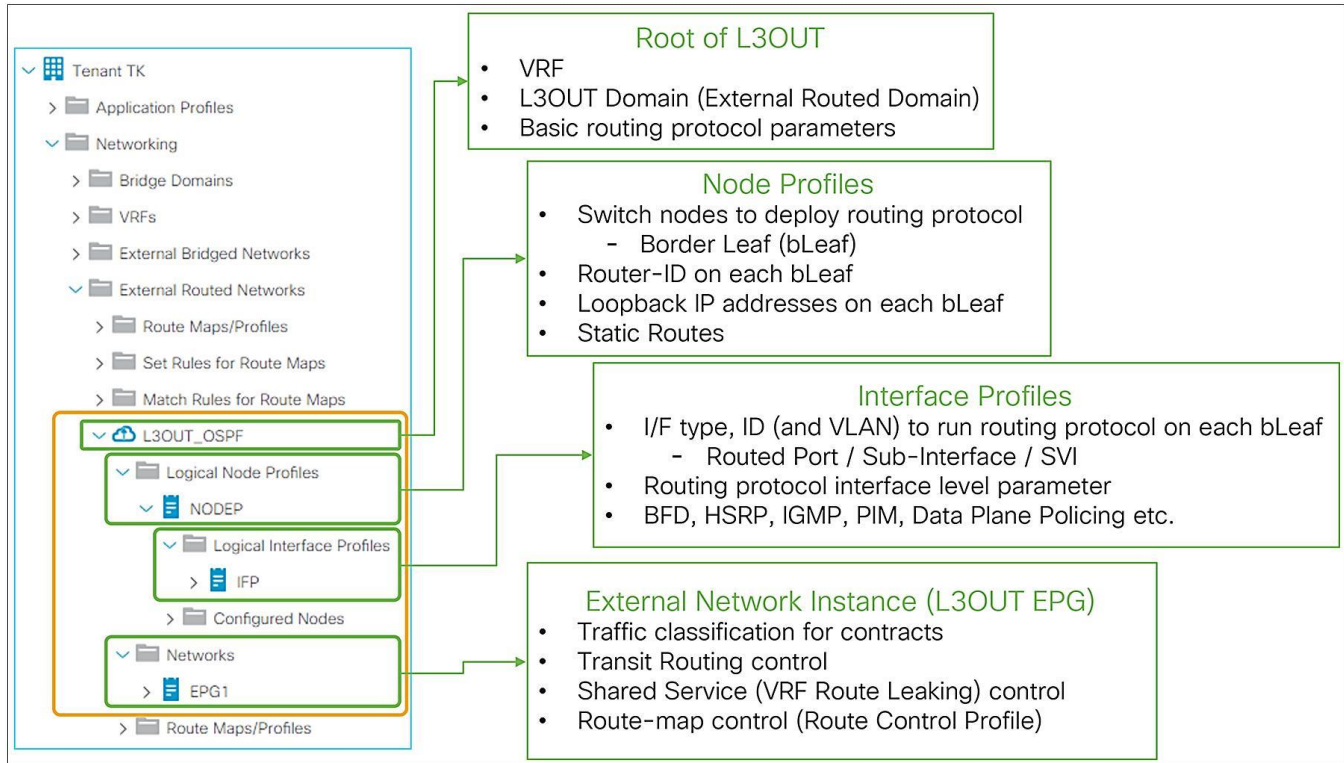 Tenant TK
Application Profiles
Networking
Bridge Domains
VRFs
External Bridged Networks
External Routed Networks
Route Maps/Profiles
Set Rules for Route Maps
Match Rules for Route Maps
L3OUT_OSPF
Logical Node Profiles
NODEP
Logical Interface Profiles
IFP
Configured Nodes
Networks
EPG1
Route Maps/Profiles
Root of L3OUT
• VRF
• L3OUT Domain (External Routed Domain)
• Basic routing protocol parameters
Node Profiles
• Switch nodes to deploy routing protocol
- Border Leaf (bLeaf)
• Router-ID on each bLeaf
• Loopback IP addresses on each bLeaf
• Static Routes
Interface Profiles
• I/F type, ID (and VLAN) to run routing protocol on each bLeaf
- Routed Port / Sub-Interface / SVI
• Routing protocol interface level parameter
• BFD, HSRP, IGMP, PIM, Data Plane Policing etc.
External Network Instance (L3OUT EPG)
• Traffic classification for contracts
• Transit Routing control
• Shared Service (VRF Route Leaking) control
• Route-map control (Route Control Profile)